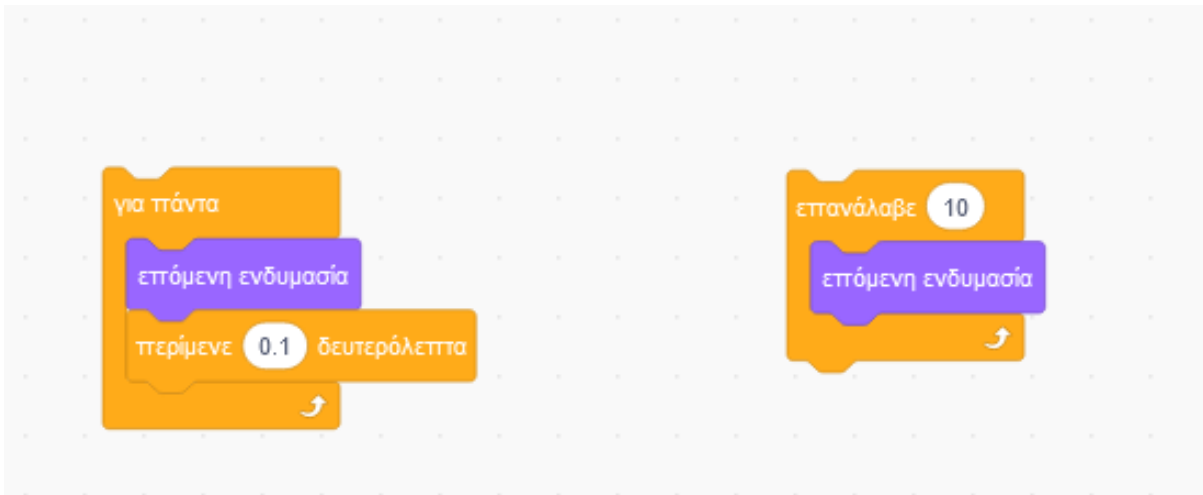 για πάντα
επόμενη ενδυμασία
περίμενε 0.1 δευτερόλεπτα
επανάλαβε 10
επόμενη ενδυμασία